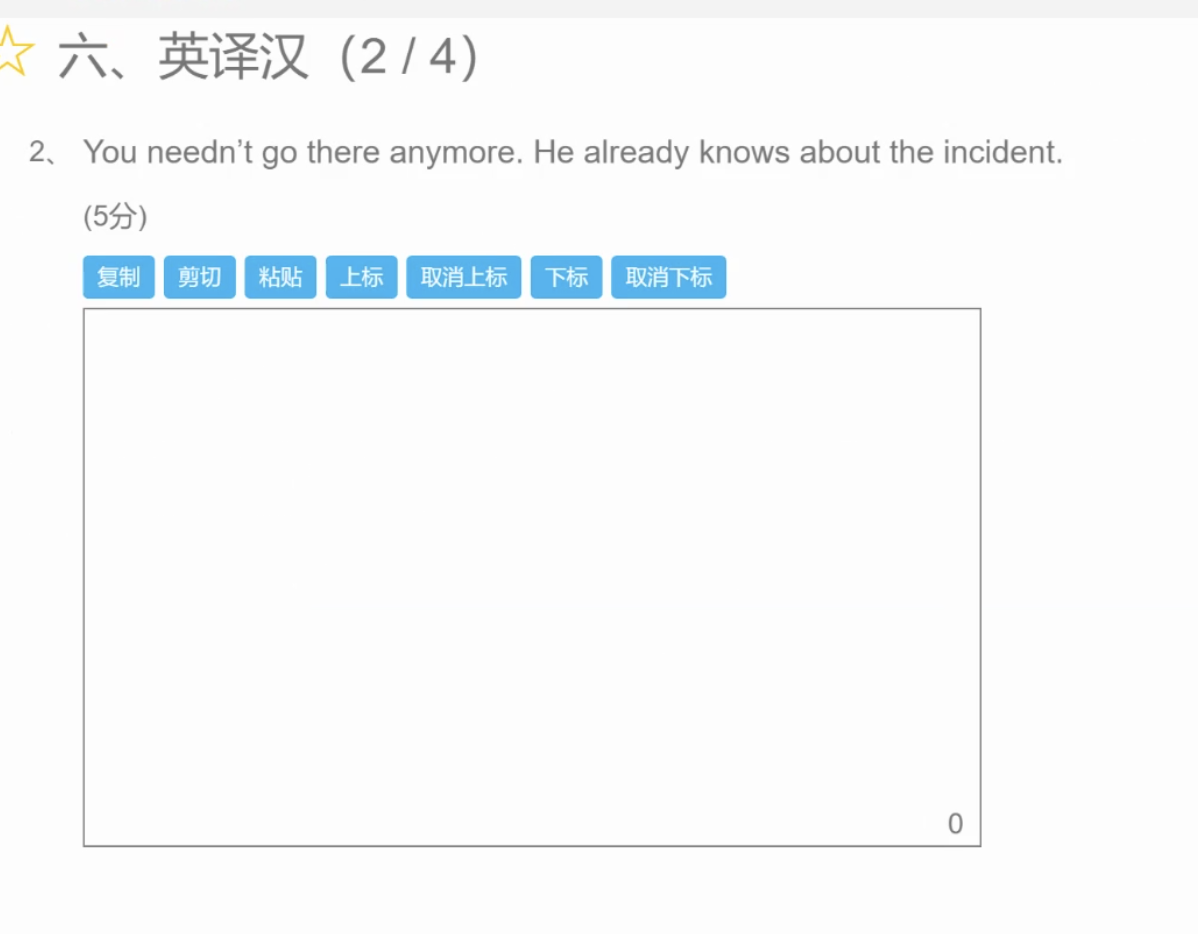 六、英译汉（2 / 4）
2、 You needn’t go there anymore. He already knows about the incident.
(5分)
复制 剪切 粘贴 上标 取消上标 下标 取消下标
0